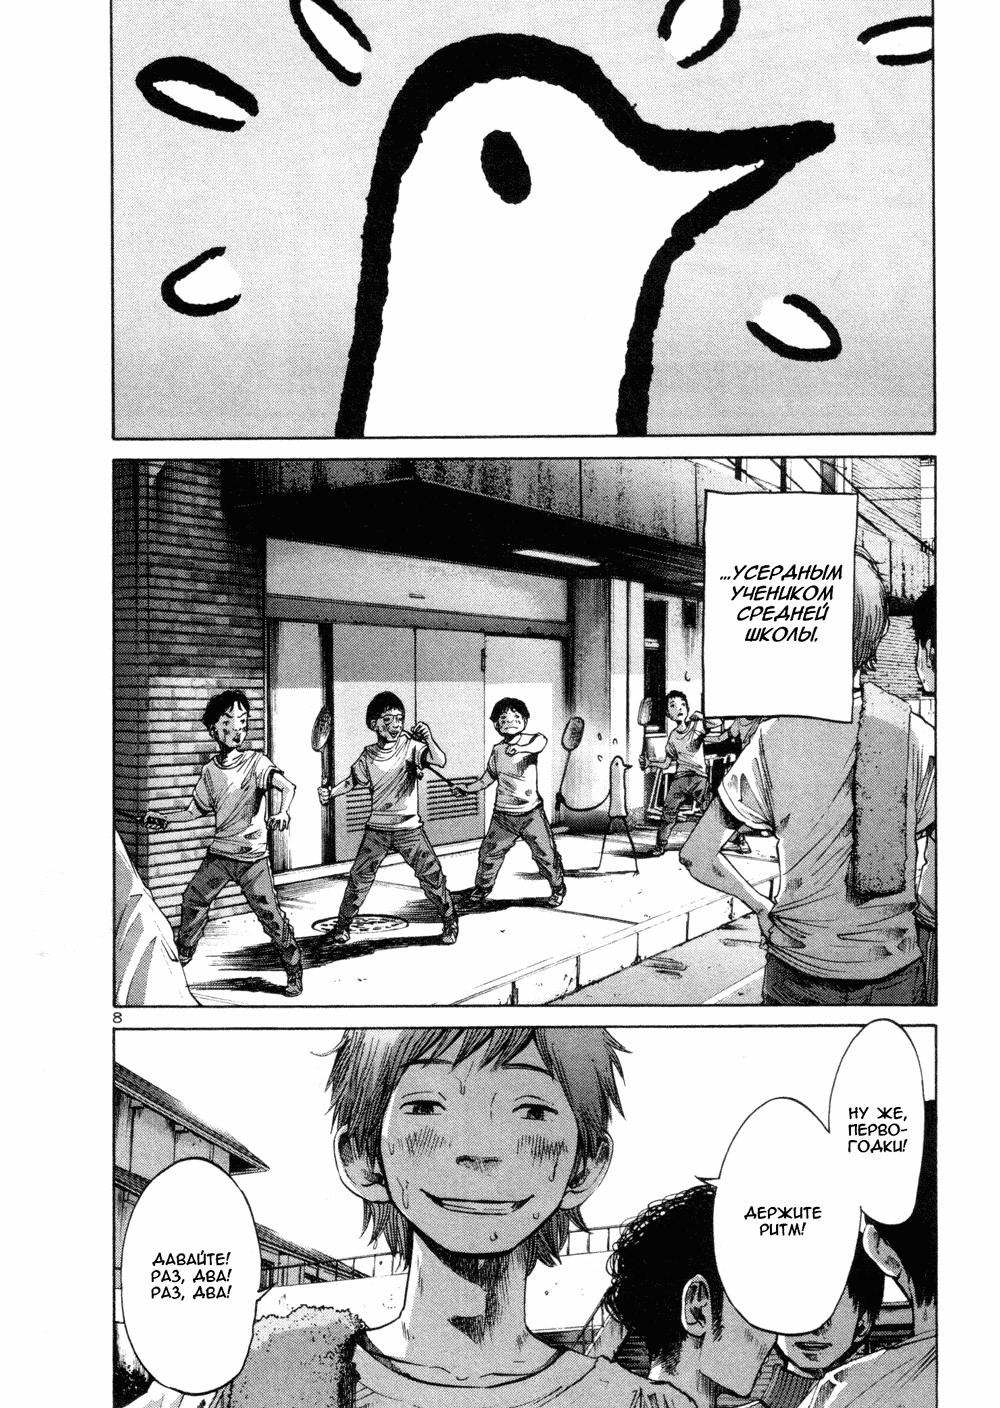 ...УСЕРДНЫМ
УЧЕНИКОМ
СРЕДНЕЙ
ШКОЛЫ.
8
НУ ЖЕ,
ПЕРВО-
ГОДКИ!
ДЕРЖИТЕ
РИТМ!
ДАВАЙТЕ!
РАЗ, ДВА!
РАЗ, ДВА!